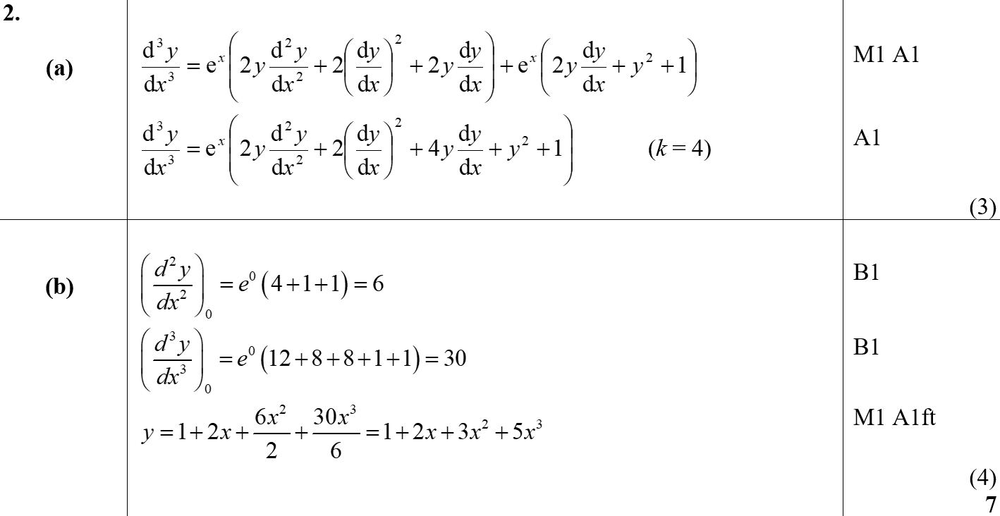 2.
(a) d³y/dx³ = eˣ(2y d²y/dx² + 2(dy/dx)² + 2y dy/dx) + eˣ(2y dy/dx + y² + 1) M1 A1
d³y/dx³ = eˣ(2y d²y/dx² + 2(dy/dx)² + 4y dy/dx + y² + 1) (k = 4) A1
(3)
(b) (d²y/dx²)₀ = e⁰(4+1+1) = 6 B1
(d³y/dx³)₀ = e⁰(12+8+8+1+1) = 30 B1
y = 1 + 2x + 6x²/2 + 30x³/6 = 1 + 2x + 3x² + 5x³ M1 A1ft
(4)
7